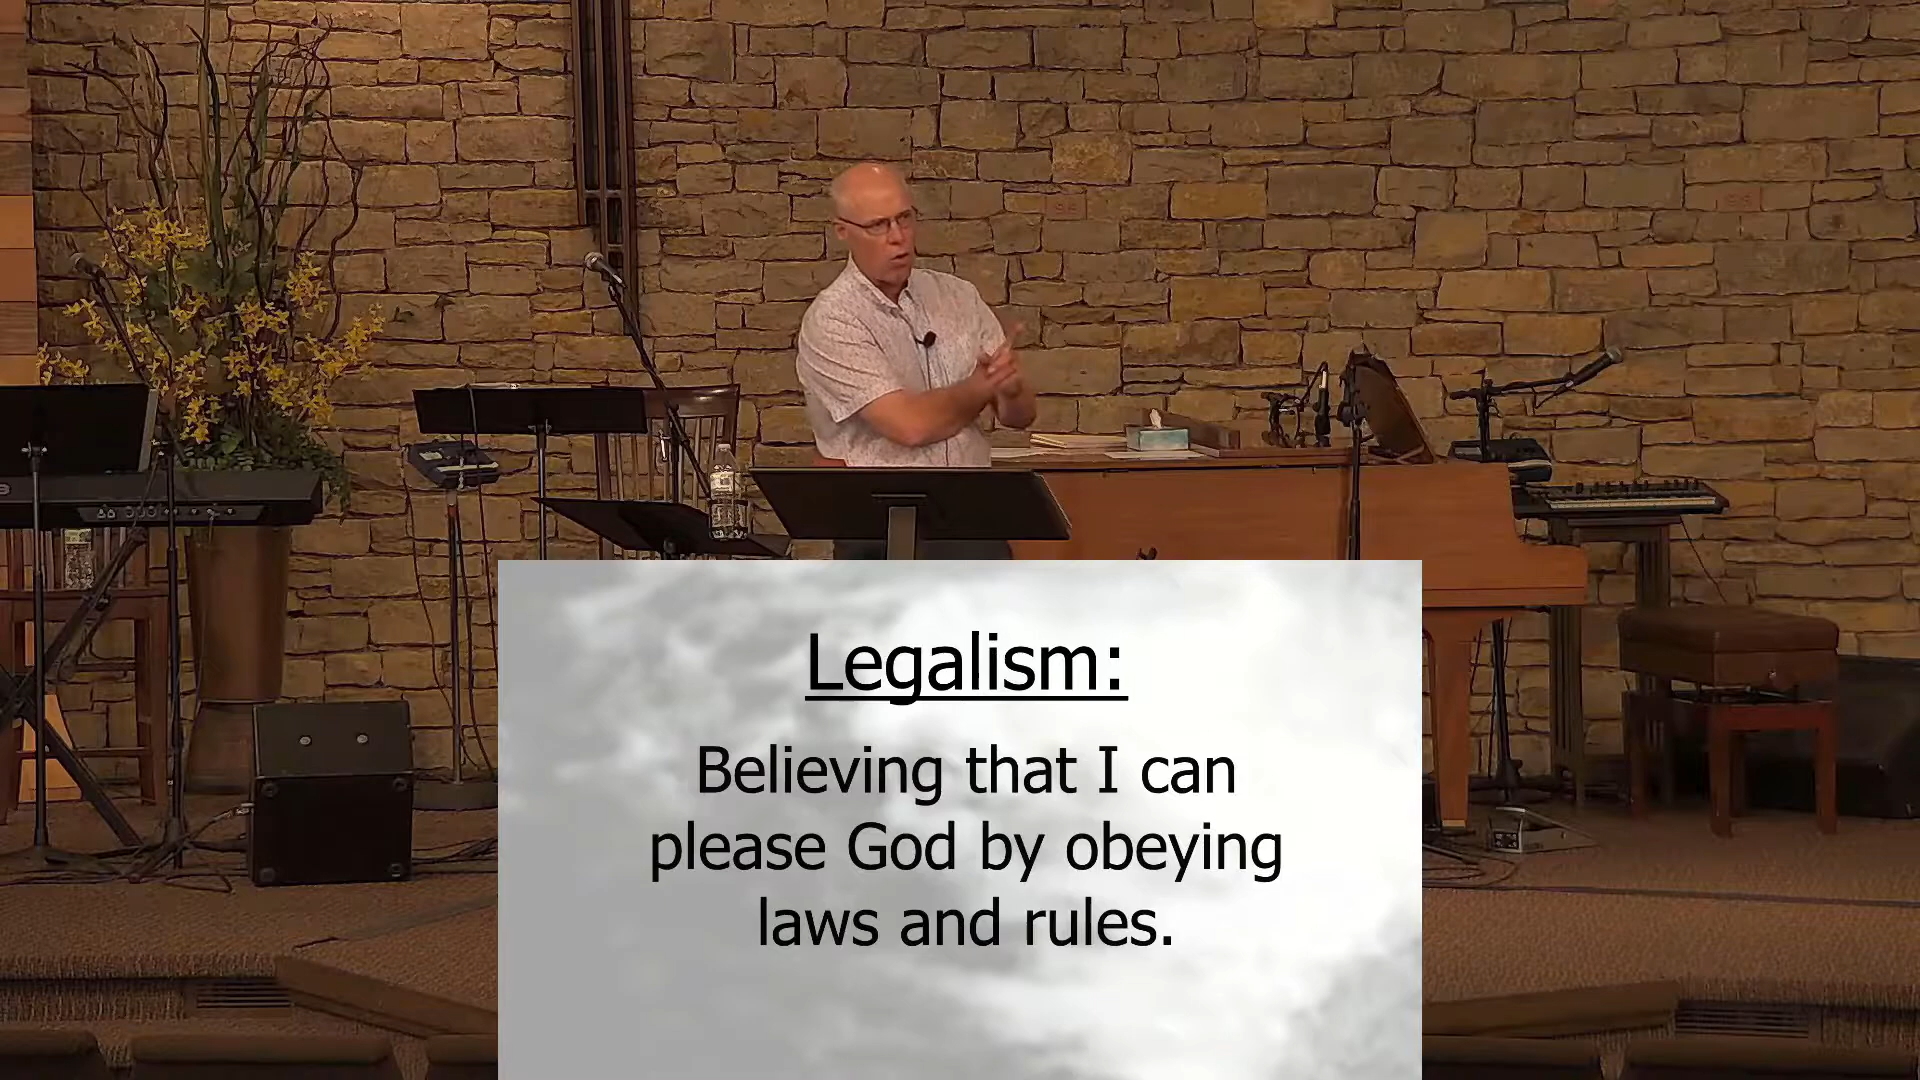 Legalism:
Believing that I can
please God by obeying
laws and rules.